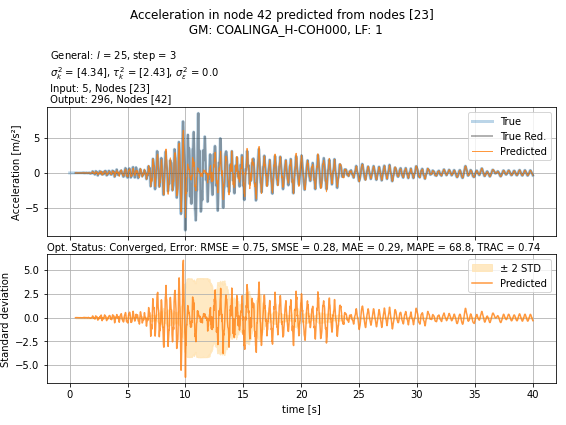 Acceleration in node 42 predicted from nodes [23]
GM: COALINGA_H-COH000, LF: 1
General: l = 25, step = 3
σ²ₖ = [4.34], τ²ₖ = [2.43], σ²ᵣ = 0.0
Input: 5, Nodes [23]
Output: 296, Nodes [42]
True
True Red.
Predicted
Acceleration [m/s²]
5
0
−5
Opt. Status: Converged, Error: RMSE = 0.75, SMSE = 0.28, MAE = 0.29, MAPE = 68.8, TRAC = 0.74
± 2 STD
Predicted
Standard deviation
5.0
2.5
0.0
−2.5
−5.0
0 5 10 15 20 25 30 35 40
time [s]